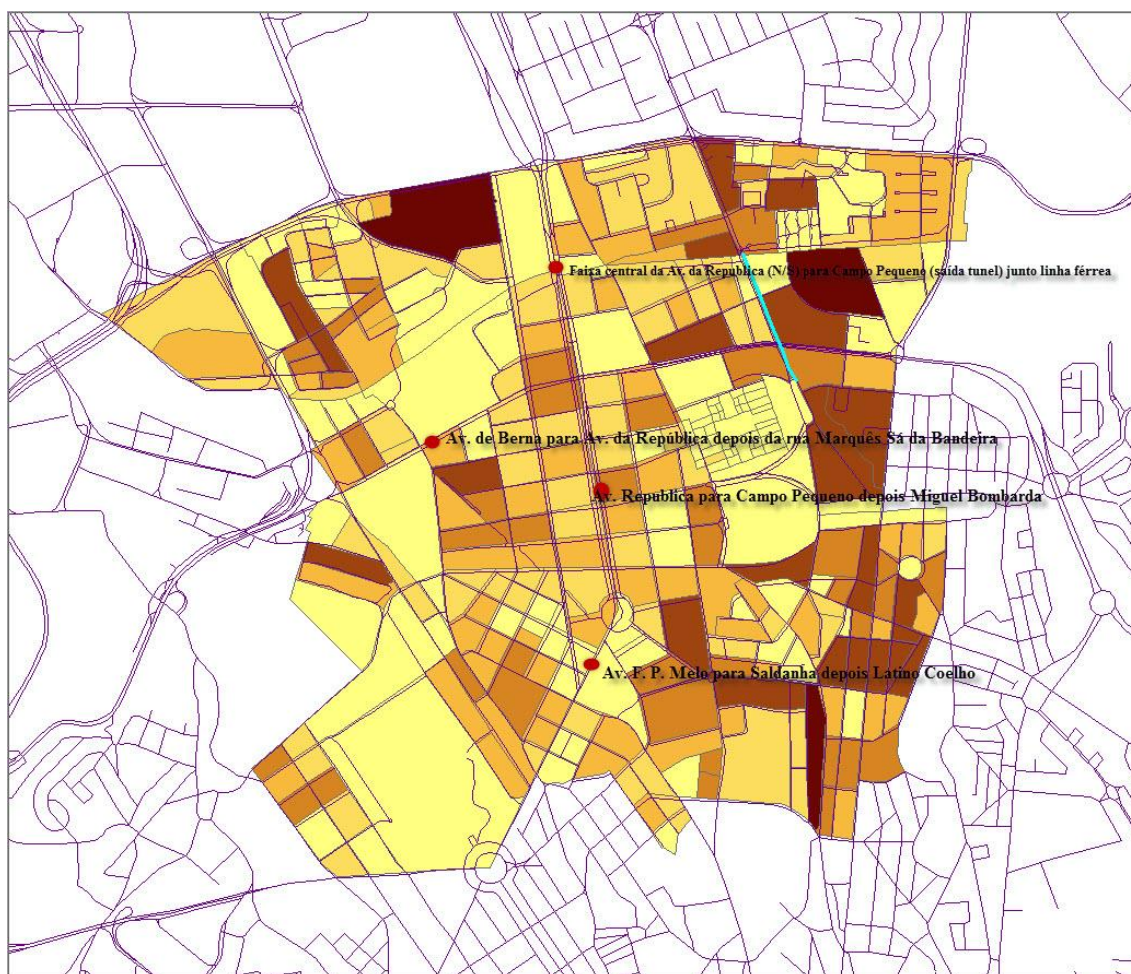 Faixa central da Av. da Republica (N/S) para Campo Pequeno (saída tunel) junto linha férrea
Av. de Berna para Av. da República depois da rua Marquês Sá da Bandeira
Av. Republica para Campo Pequeno depois Miguel Bombarda
Av. F. P. Melo para Saldanha depois Latino Coelho